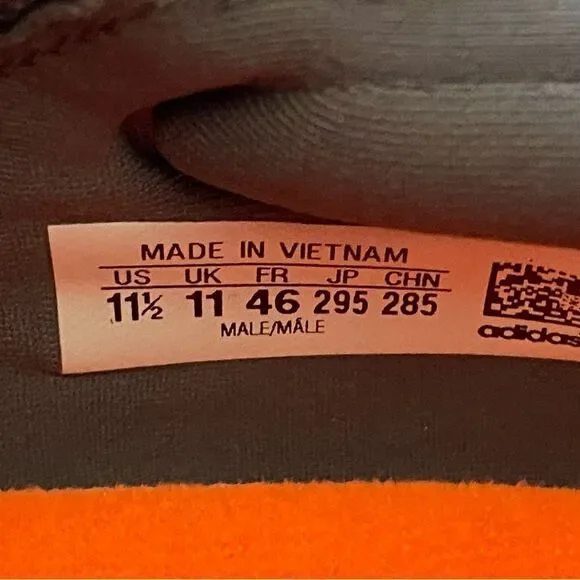 MADE IN VIETNAM
US UK FR JP CHN
11½ 11 46 295 285
MALE/MÂLE
adidas